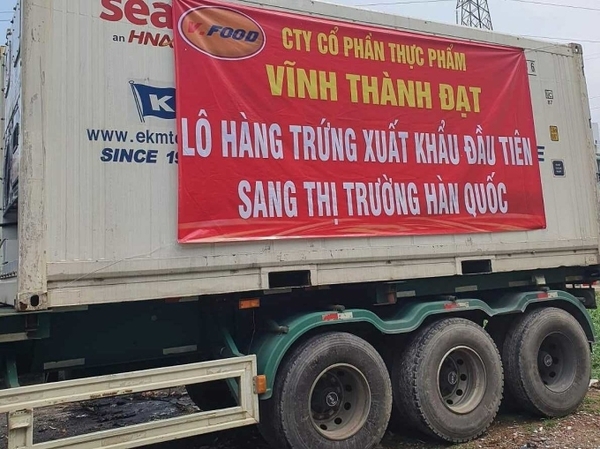 sea
an HNA
V.FOOD
CTY CỔ PHẦN THỰC PHẨM
VĨNH THÀNH ĐẠT
LÔ HÀNG TRỨNG XUẤT KHẨU ĐẦU TIÊN
SANG THỊ TRƯỜNG HÀN QUỐC
K
www.ekmtc
SINCE 19